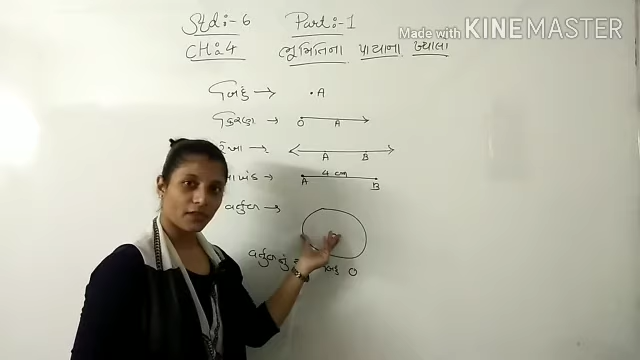 Std:-6 Part:-1
Made with KINEMASTER
CH:4 ભૂમિતિના પાયાના ખ્યાલો
બિંદુ → • A
કિરણ → O A
→ A B
→ A 4 cm B
વર્તુળ →
વર્તુળનું O